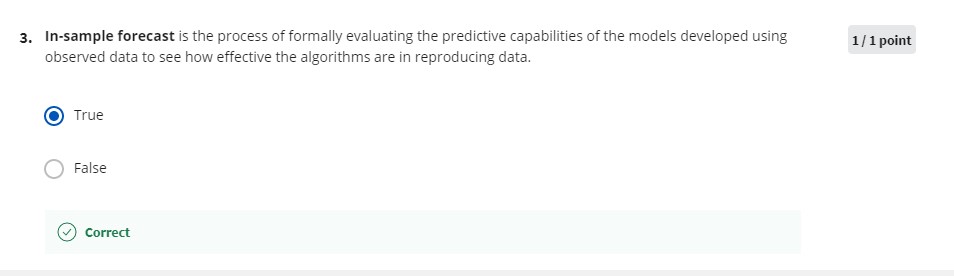 3. In-sample forecast is the process of formally evaluating the predictive capabilities of the models developed using
observed data to see how effective the algorithms are in reproducing data.
1 / 1 point
True
False
Correct